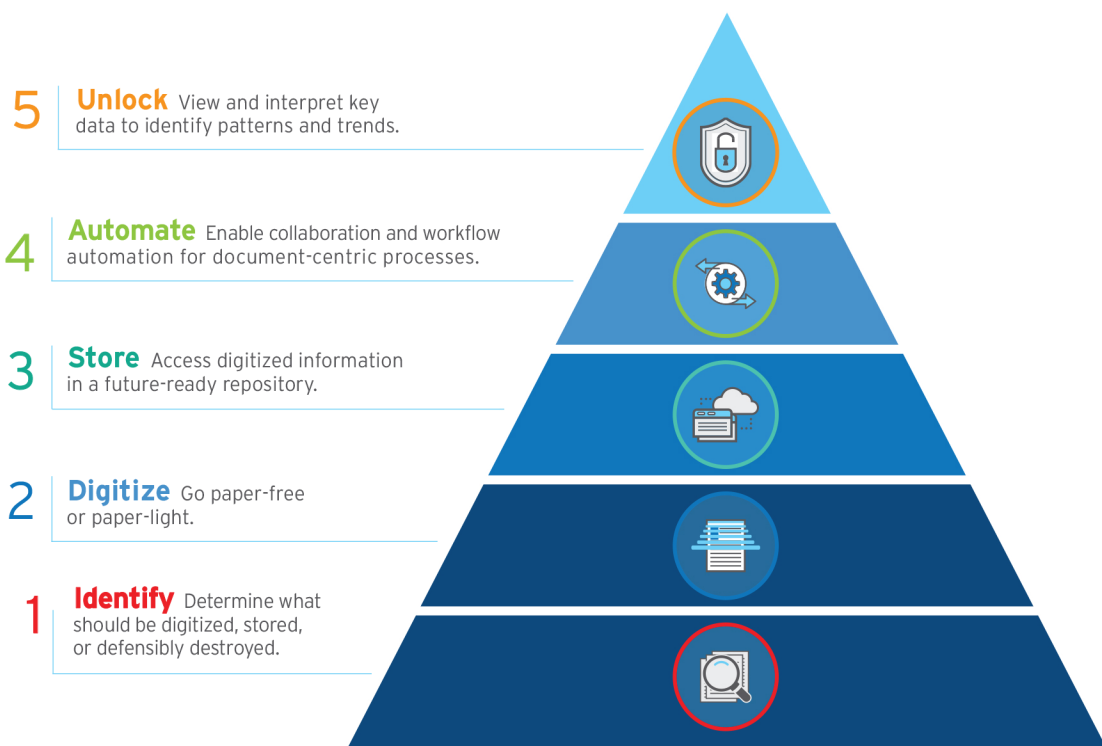 5
Unlock View and interpret key
data to identify patterns and trends.
4
Automate Enable collaboration and workflow
automation for document-centric processes.
3
Store Access digitized information
in a future-ready repository.
2
Digitize Go paper-free
or paper-light.
1
Identify Determine what
should be digitized, stored,
or defensibly destroyed.